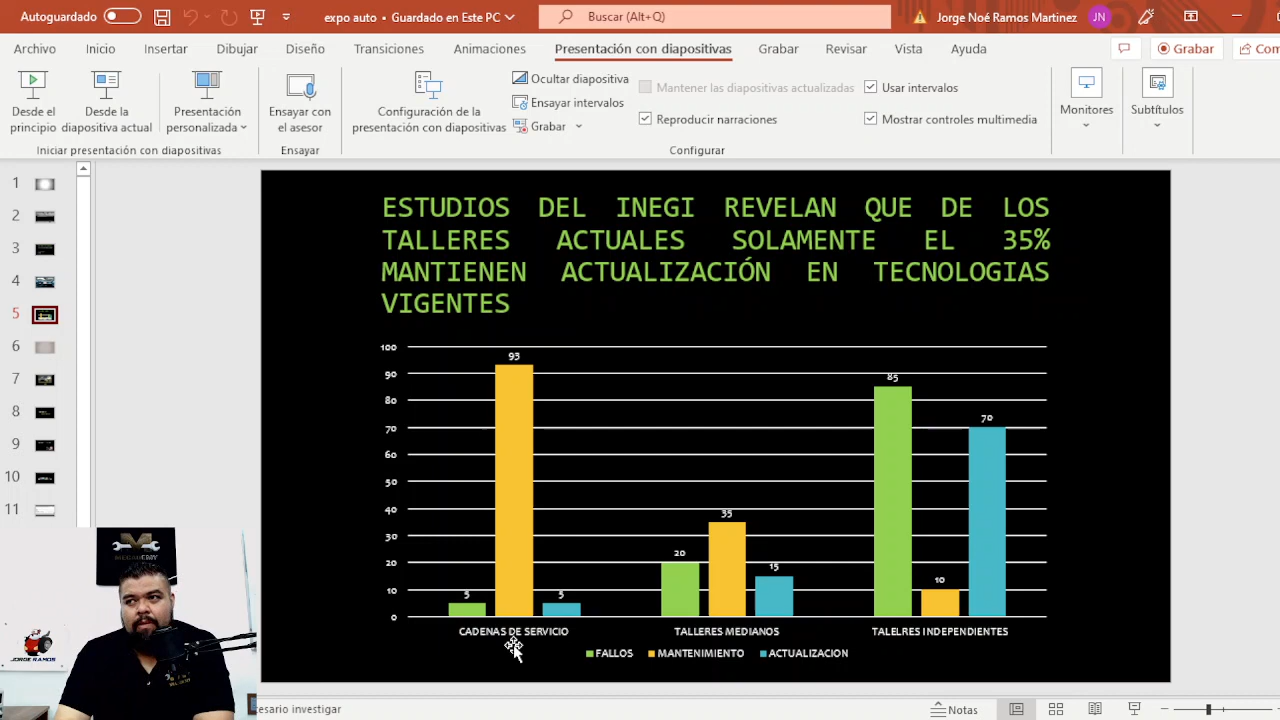 Autoguardado
expo auto • Guardado en Este PC
Buscar (Alt+Q)
Jorge Noé Ramos Martinez
JN
Archivo
Inicio
Insertar
Dibujar
Diseño
Transiciones
Animaciones
Presentación con diapositivas
Grabar
Revisar
Vista
Ayuda
Grabar
Com
Desde el principio
Desde la diapositiva actual
Presentación personalizada
Ensayar con el asesor
Configuración de la presentación con diapositivas
Ocultar diapositiva
Ensayar intervalos
Grabar
Mantener las diapositivas actualizadas
Reproducir narraciones
Usar intervalos
Mostrar controles multimedia
Monitores
Subtítulos
Iniciar presentación con diapositivas
Ensayar
Configurar
1
2
3
4
5
6
7
8
9
10
11
ESTUDIOS DEL INEGI REVELAN QUE DE LOS
TALLERES ACTUALES SOLAMENTE EL 35%
MANTIENEN ACTUALIZACIÓN EN TECNOLOGIAS
VIGENTES
100
90
80
70
60
50
40
30
20
10
0
5
93
5
20
35
15
85
10
70
CADENAS DE SERVICIO
TALLERES MEDIANOS
TALELRES INDEPENDIENTES
FALLOS
MANTENIMIENTO
ACTUALIZACION
JORGE RAMOS
cesario investigar
Notas